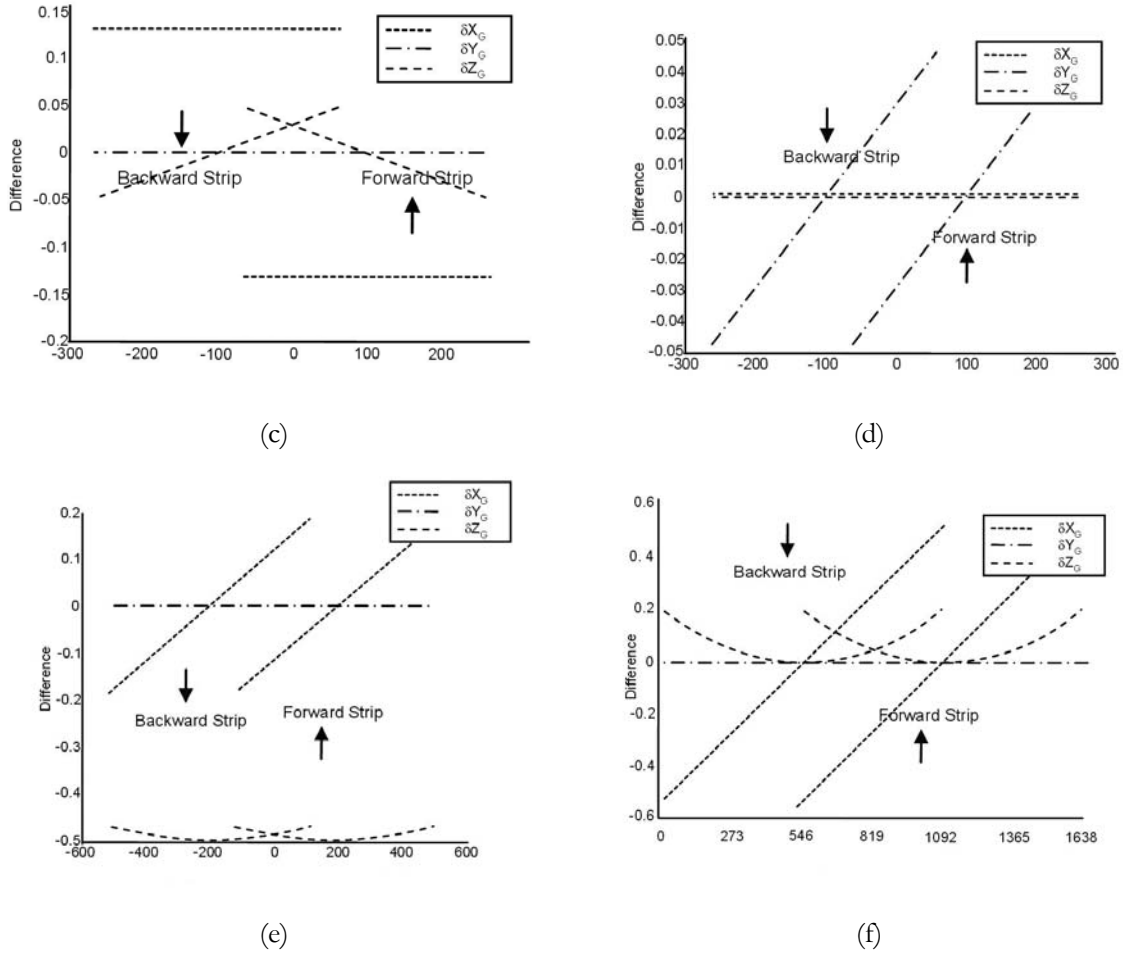 0.15
0.1
0.05
0
-0.05
-0.1
-0.15
-0.2
Difference
δX_G
δY_G
δZ_G
Backward Strip
Forward Strip
-300 -200 -100 0 100 200
(c)
0.05
0.04
0.03
0.02
0.01
0
-0.01
-0.02
-0.03
-0.04
-0.05
Difference
δX_G
δY_G
δZ_G
Backward Strip
Forward Strip
-300 -200 -100 0 100 200 300
(d)
0.2
0.1
0
-0.1
-0.2
-0.3
-0.4
-0.5
Difference
δX_G
δY_G
δZ_G
Backward Strip
Forward Strip
-600 -400 -200 0 200 400 600
(e)
0.6
0. 4
0.2
0
-0.2
-0.4
-0.6
Difference
δX_G
δY_G
δZ_G
Backward Strip
Forward Strip
0 273 546 819 1092 1365 1638
(f)